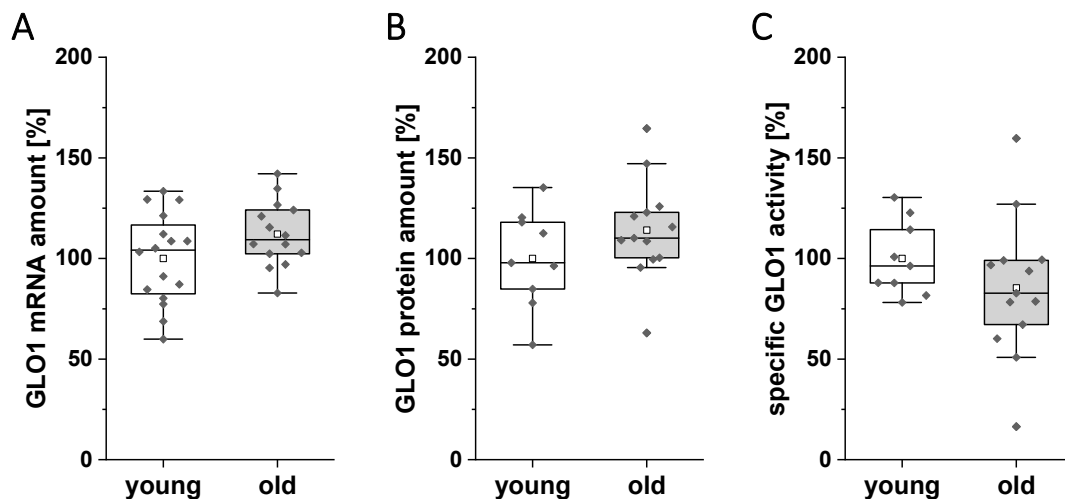 A
GLO1 mRNA amount [%]
200
150
100
50
0
young old
B
GLO1 protein amount [%]
200
150
100
50
0
young old
C
specific GLO1 activity [%]
200
150
100
50
0
young old